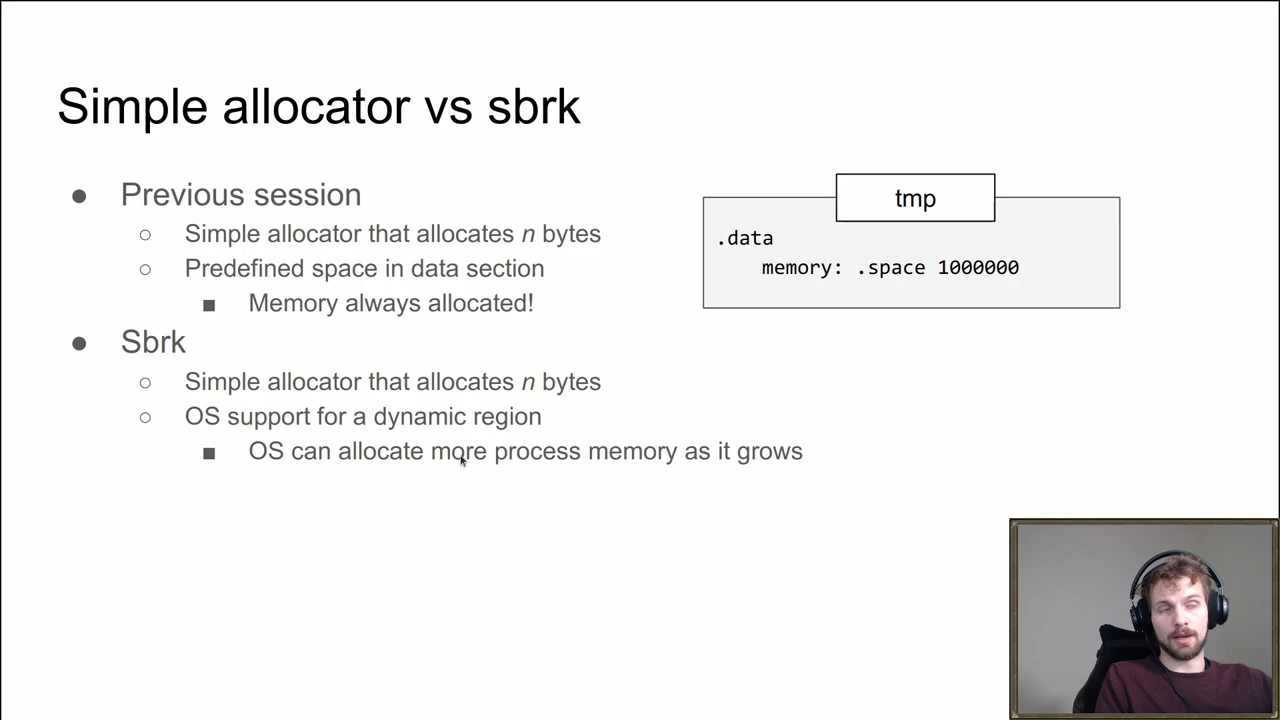 Simple allocator vs sbrk
● Previous session
○ Simple allocator that allocates n bytes
○ Predefined space in data section
■ Memory always allocated!
● Sbrk
○ Simple allocator that allocates n bytes
○ OS support for a dynamic region
■ OS can allocate more process memory as it grows
tmp
.data
memory: .space 1000000